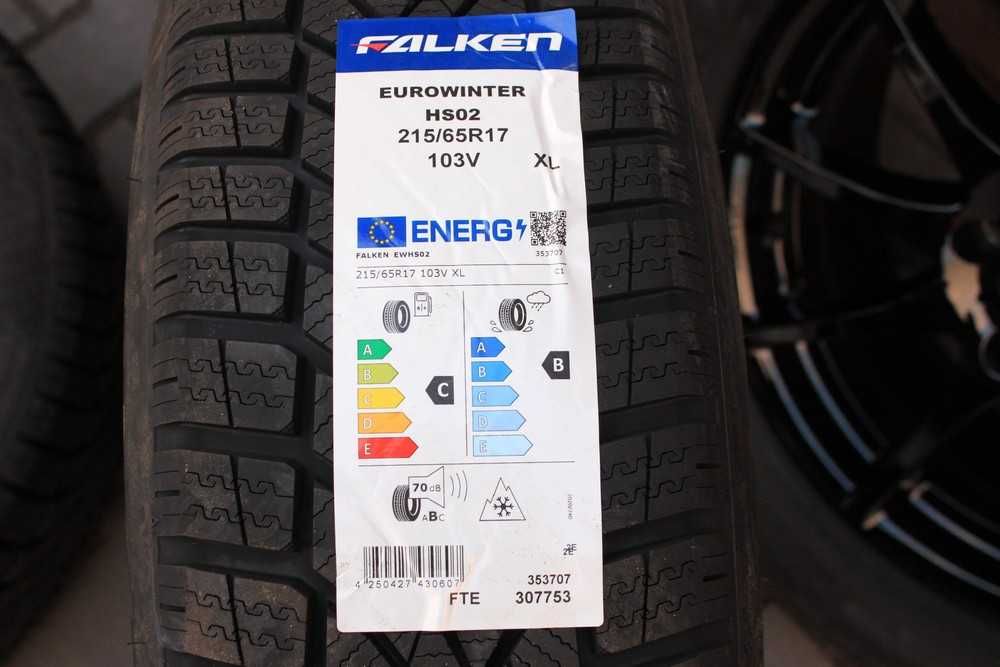 FALKEN
EUROWINTER
HS02
215/65R17
103V XL
ENERG
FALKEN EWHS02 353707
215/65R17 103V XL C1
A
B
C
D
E
C
A
B
C
D
E
B
70 dB
ABC
2E
4 250427 430607
353707
FTE 307753